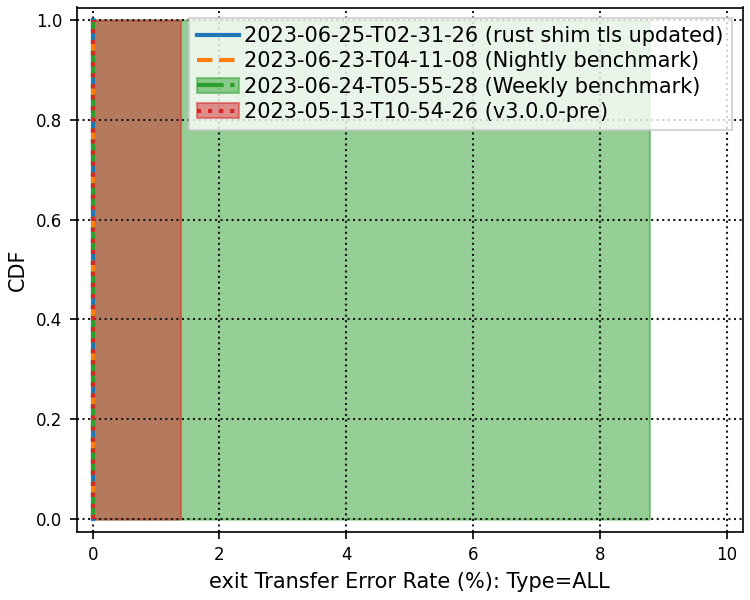 2023-06-25-T02-31-26 (rust shim tls updated)
2023-06-23-T04-11-08 (Nightly benchmark)
2023-06-24-T05-55-28 (Weekly benchmark)
2023-05-13-T10-54-26 (v3.0.0-pre)
CDF
1.0
0.8
0.6
0.4
0.2
0.0
0 2 4 6 8 10
exit Transfer Error Rate (%): Type=ALL